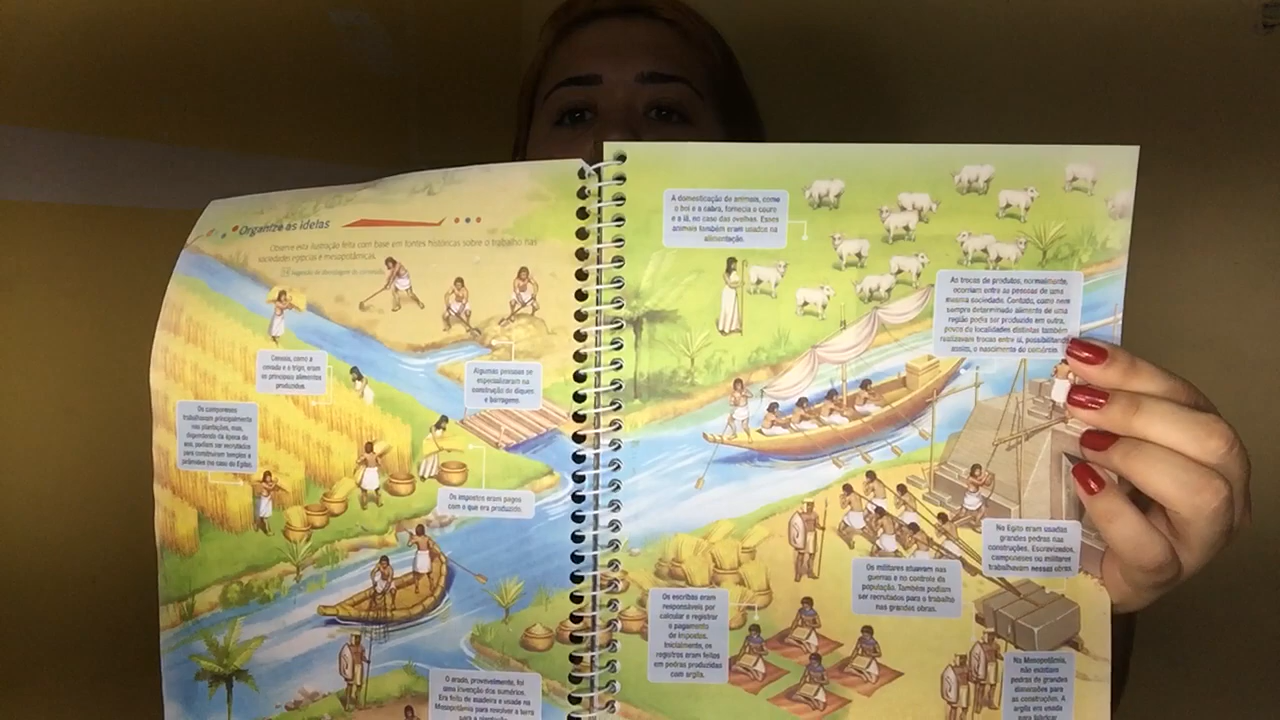 Organize as ideias
Observe esta ilustração feita com base em fontes históricas sobre o trabalho nas
sociedades egípcias e mesopotâmicas.
Sugestão de abordagem do conteúdo.
Cereais, como a
cevada e o trigo, eram
os principais alimentos
produzidos.
Algumas pessoas se
especializaram na
construção de diques
e barragens.
Os camponeses
trabalhavam principalmente
nas plantações, mas,
dependendo da época do
ano, podiam ser recrutados
para construírem templos e
pirâmides (no caso do Egito).
Os impostos eram pagos
com o que era produzido.
O arado, provavelmente, foi
uma invenção dos sumérios.
Era feito de madeira e usado na
Mesopotâmia para revolver a terra
para a plantação.
A domesticação de animais, como
o boi e a cabra, fornecia o couro
e a lã, no caso das ovelhas. Esses
animais também eram usados na
alimentação.
As trocas de produtos, normalmente,
ocorriam entre as pessoas de uma
mesma sociedade. Contudo, como nem
sempre determinado alimento de uma
região podia ser produzido em outra,
povos de localidades distintas também
realizavam trocas entre si, possibilitando,
assim, o nascimento do comércio.
No Egito eram usadas
grandes pedras nas
construções. Escravizados,
camponeses ou militares
trabalhavam nessas obras.
Os militares atuavam nas
guerras e no controle da
população. Também podiam
ser recrutados para o trabalho
nas grandes obras.
Os escribas eram
responsáveis por
calcular e registrar
o pagamento
de impostos.
Inicialmente, os
registros eram feitos
em pedras produzidas
com argila.
Na Mesopotâmia,
não existiam
pedras de grandes
dimensões para
as construções. A
argila era usada
para fabricar